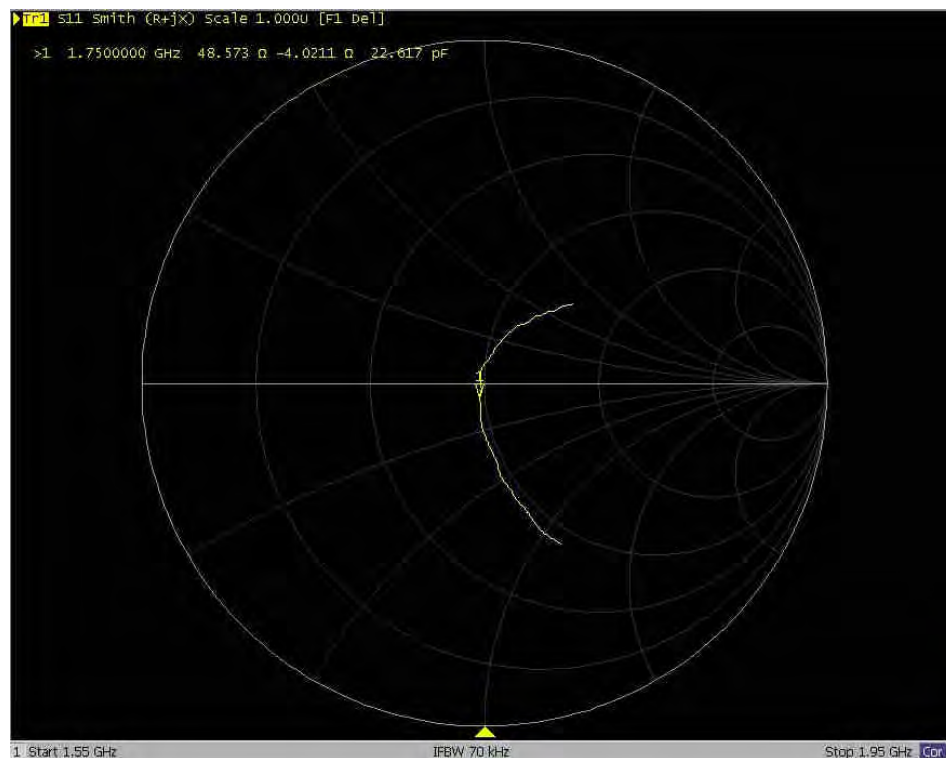 Tr1 S11 Smith (R+jX) Scale 1.000U [F1 Del]
>1 1.7500000 GHz 48.573 Ω -4.0211 Ω 22.617 pF
1
1 Start 1.55 GHz IFBW 70 kHz Stop 1.95 GHz Cor